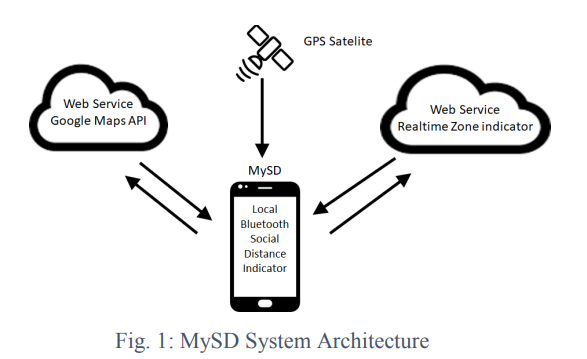 GPS Satelite
Web Service
Google Maps API
Web Service
Realtime Zone indicator
MySD
Local
Bluetooth
Social
Distance
Indicator
Fig. 1: MySD System Architecture